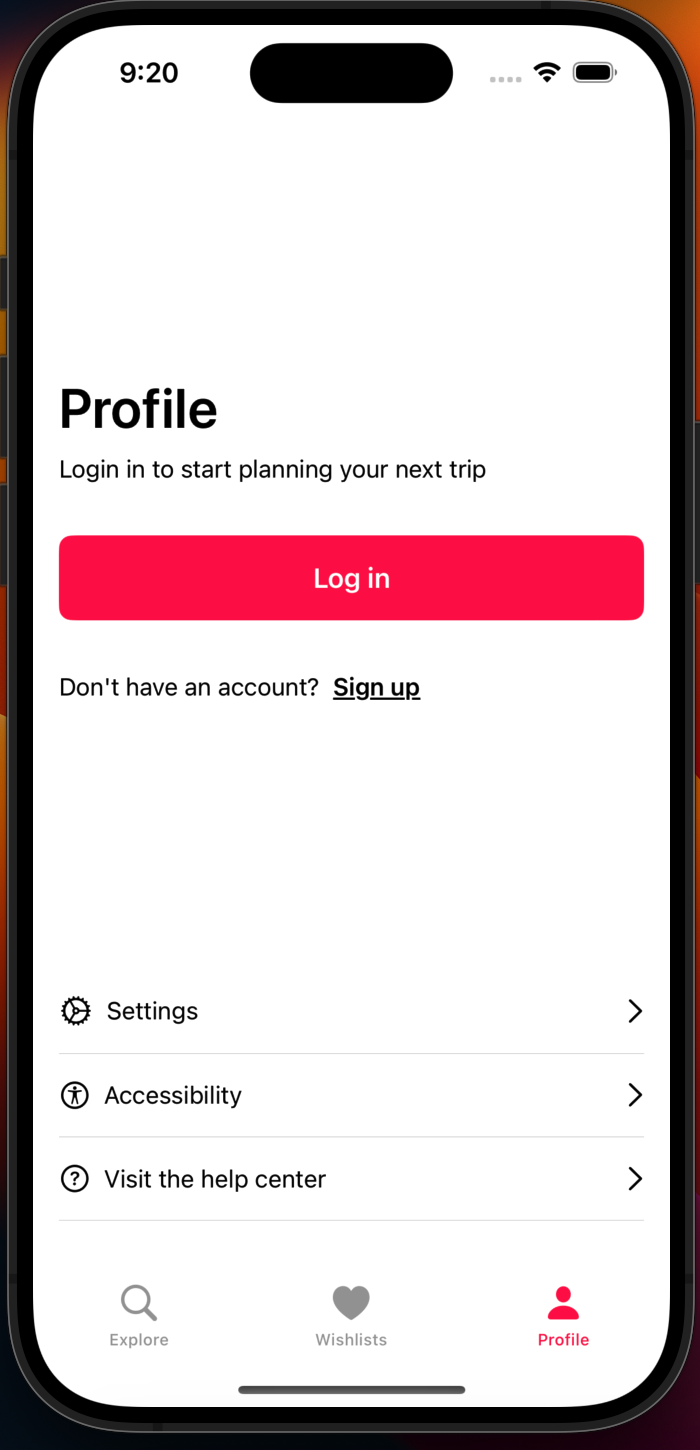 9:20
Profile
Login in to start planning your next trip
Log in
Don't have an account? Sign up
Settings
Accessibility
Visit the help center
Explore Wishlists Profile